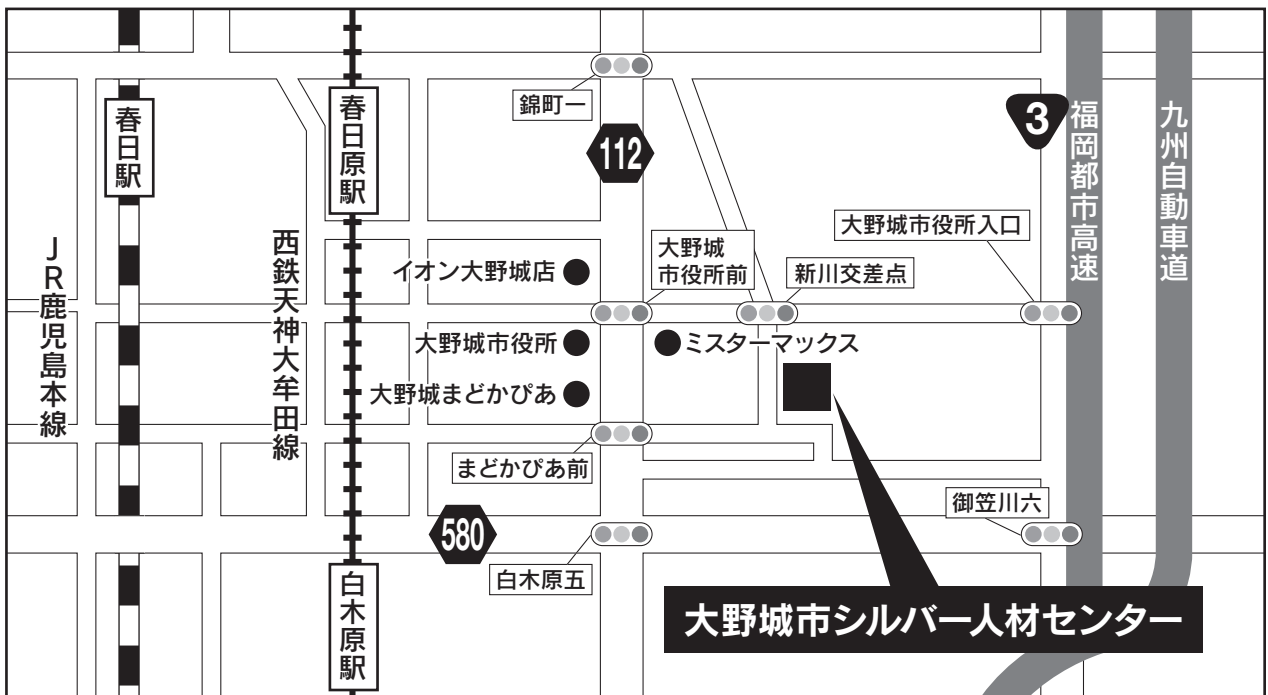 錦町一
春日駅
春日原駅
112
3
福岡都市高速
九州自動車道
大野城市役所入口
大野城
市役所前
新川交差点
JR鹿児島本線
西鉄天神大牟田線
イオン大野城店
大野城市役所
ミスターマックス
大野城まどかぴあ
まどかぴあ前
580
御笠川六
白木原五
白木原駅
大野城市シルバー人材センター